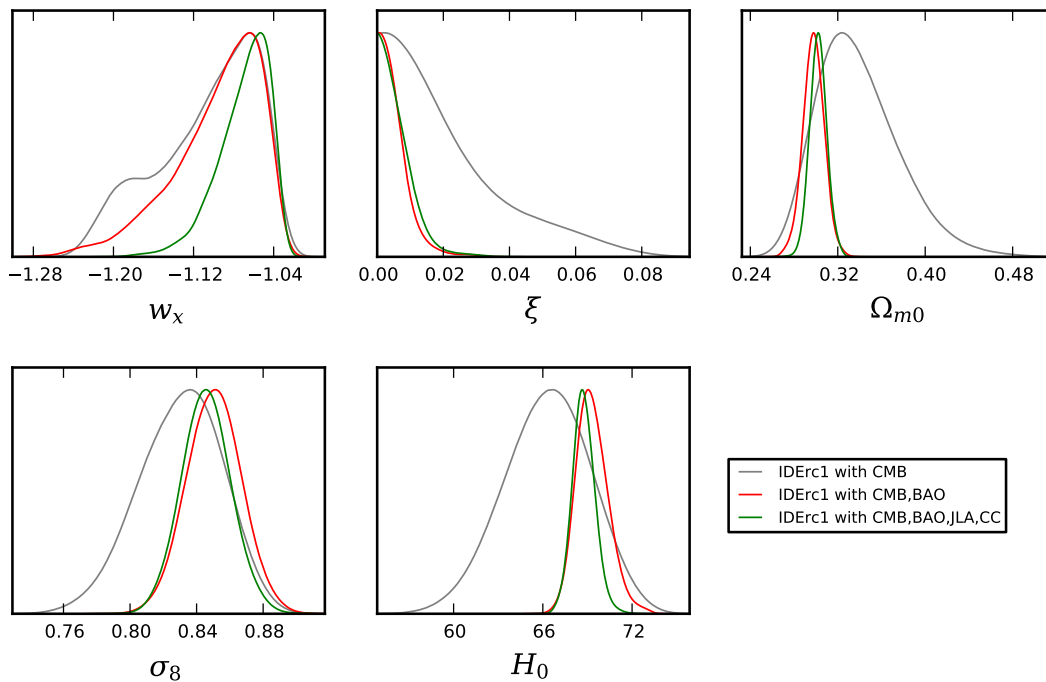 −1.28 −1.20 −1.12 −1.04
0.00 0.02 0.04 0.06 0.08
0.24 0.32 0.40 0.48
w_x
ξ
Ω_{m0}
0.76 0.80 0.84 0.88
60 66 72
σ_8
H_0
IDErc1 with CMB
IDErc1 with CMB,BAO
IDErc1 with CMB,BAO,JLA,CC